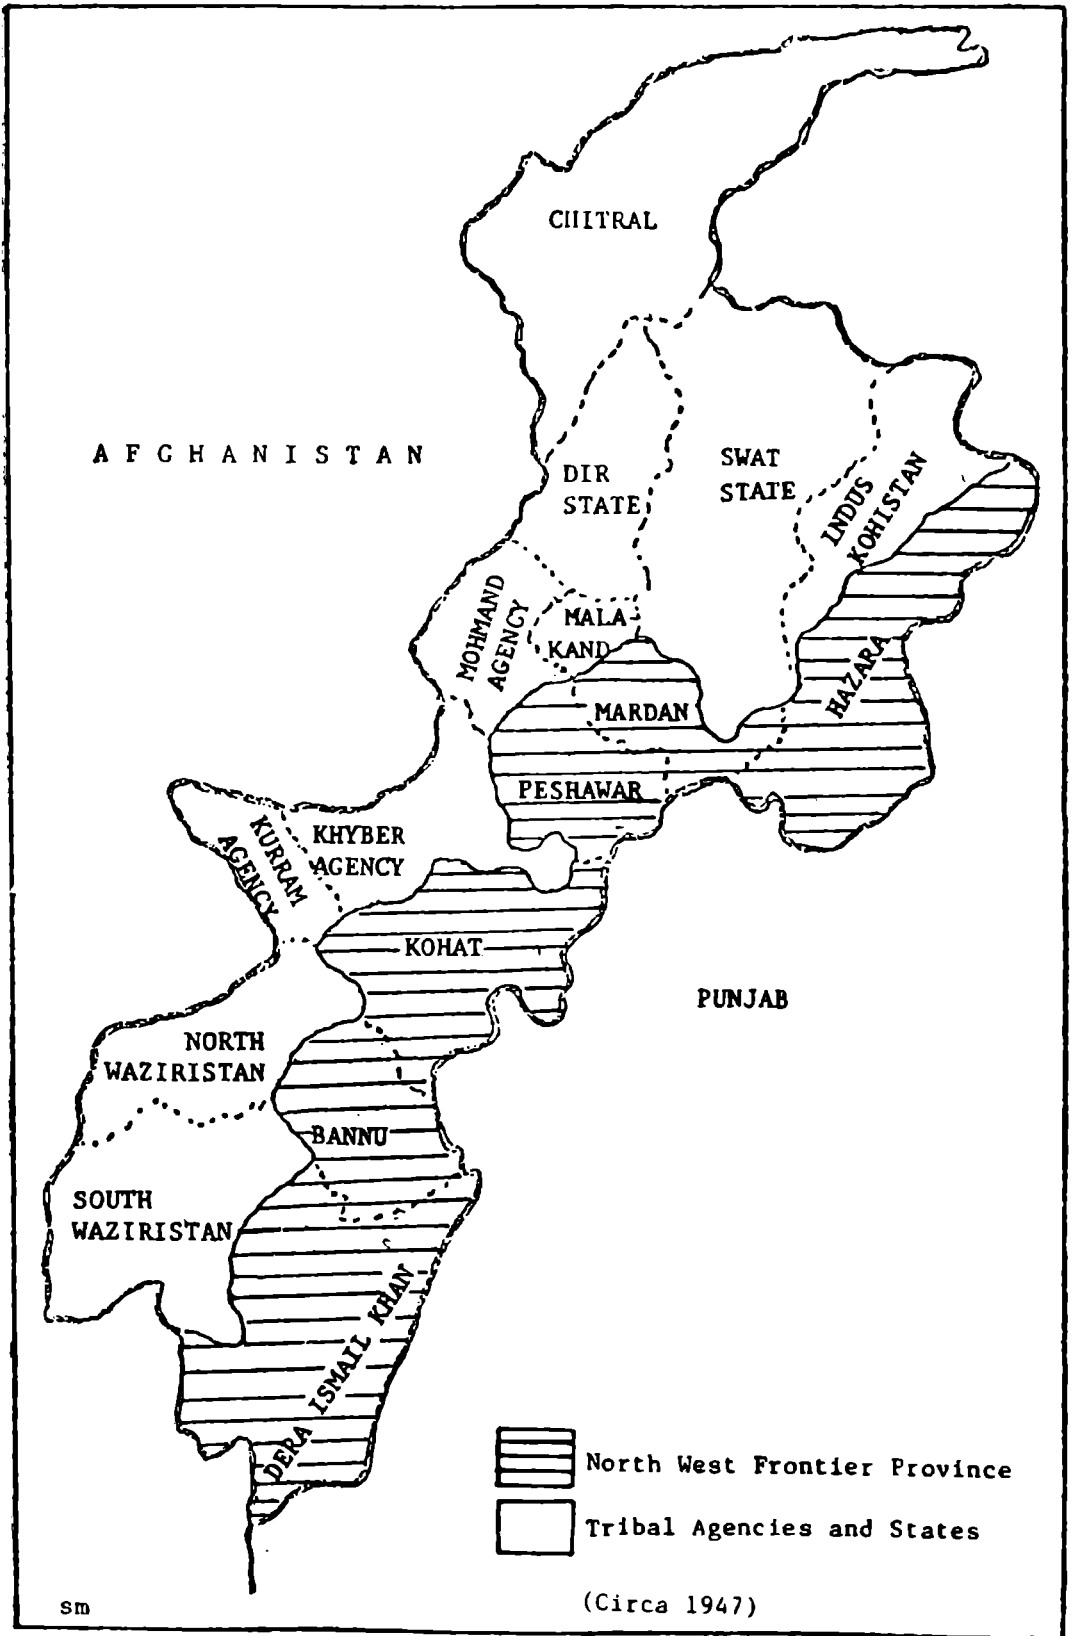 CHITRAL
AFGHANISTAN
DIR
STATE
SWAT
STATE
INDUS
KOHISTAN
MOHMAND
AGENCY
MALA
KAND
HAZARA
MARDAN
PESHAWAR
KHYBER
AGENCY
KURRAM
AGENCY
KOHAT
PUNJAB
NORTH
WAZIRISTAN
BANNU
SOUTH
WAZIRISTAN
DERA ISMAIL KHAN
North West Frontier Province
Tribal Agencies and States
(Circa 1947)
sm